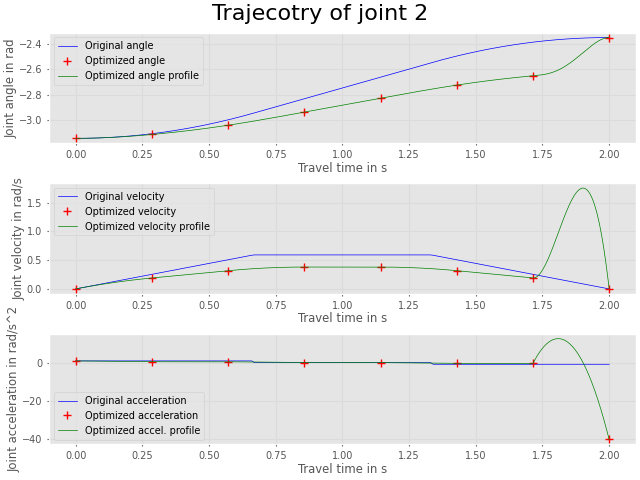 Trajecotry of joint 2
Joint angle in rad
−2.4
−2.6
−2.8
−3.0
Original angle
Optimized angle
Optimized angle profile
0.00 0.25 0.50 0.75 1.00 1.25 1.50 1.75 2.00
Travel time in s
Joint velocity in rad/s
1.5
1.0
0.5
0.0
Original velocity
Optimized velocity
Optimized velocity profile
0.00 0.25 0.50 0.75 1.00 1.25 1.50 1.75 2.00
Travel time in s
Joint acceleration in rad/s^2
0
−20
−40
Original acceleration
Optimized acceleration
Optimized accel. profile
0.00 0.25 0.50 0.75 1.00 1.25 1.50 1.75 2.00
Travel time in s